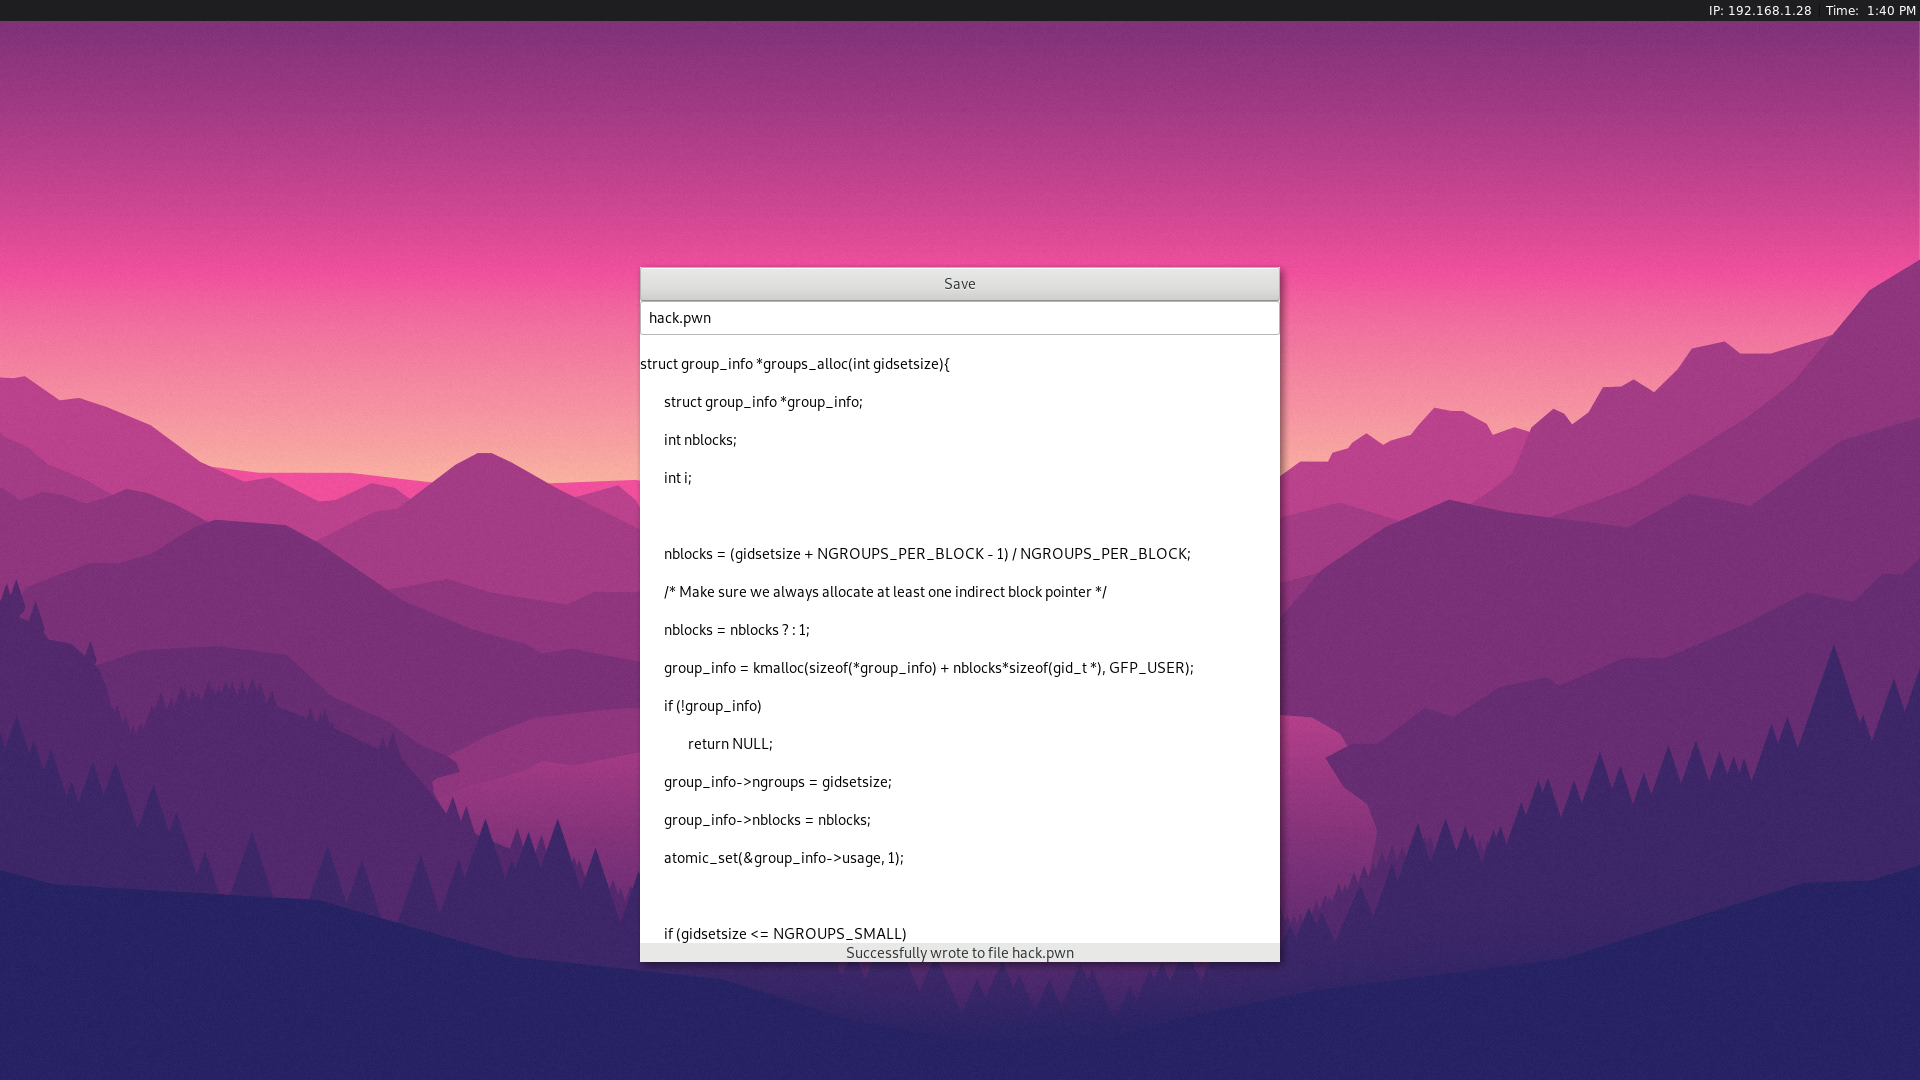 IP: 192.168.1.28 Time: 1:40 PM
Save
hack.pwn
struct group_info *groups_alloc(int gidsetsize){
struct group_info *group_info;
int nblocks;
int i;
nblocks = (gidsetsize + NGROUPS_PER_BLOCK - 1) / NGROUPS_PER_BLOCK;
/* Make sure we always allocate at least one indirect block pointer */
nblocks = nblocks ? : 1;
group_info = kmalloc(sizeof(*group_info) + nblocks*sizeof(gid_t *), GFP_USER);
if (!group_info)
return NULL;
group_info->ngroups = gidsetsize;
group_info->nblocks = nblocks;
atomic_set(&group_info->usage, 1);
if (gidsetsize <= NGROUPS_SMALL)
Successfully wrote to file hack.pwn